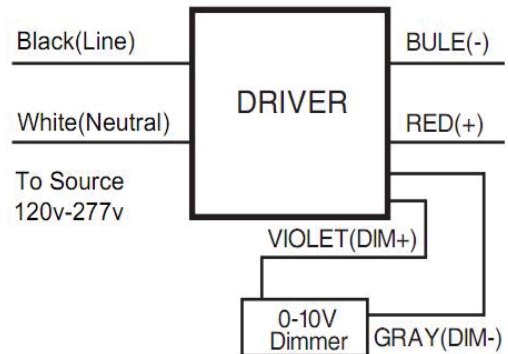 Black(Line)
BULE(-)
DRIVER
White(Neutral)
RED(+)
To Source
120v-277v
VIOLET(DIM+)
0-10V
Dimmer
GRAY(DIM-)